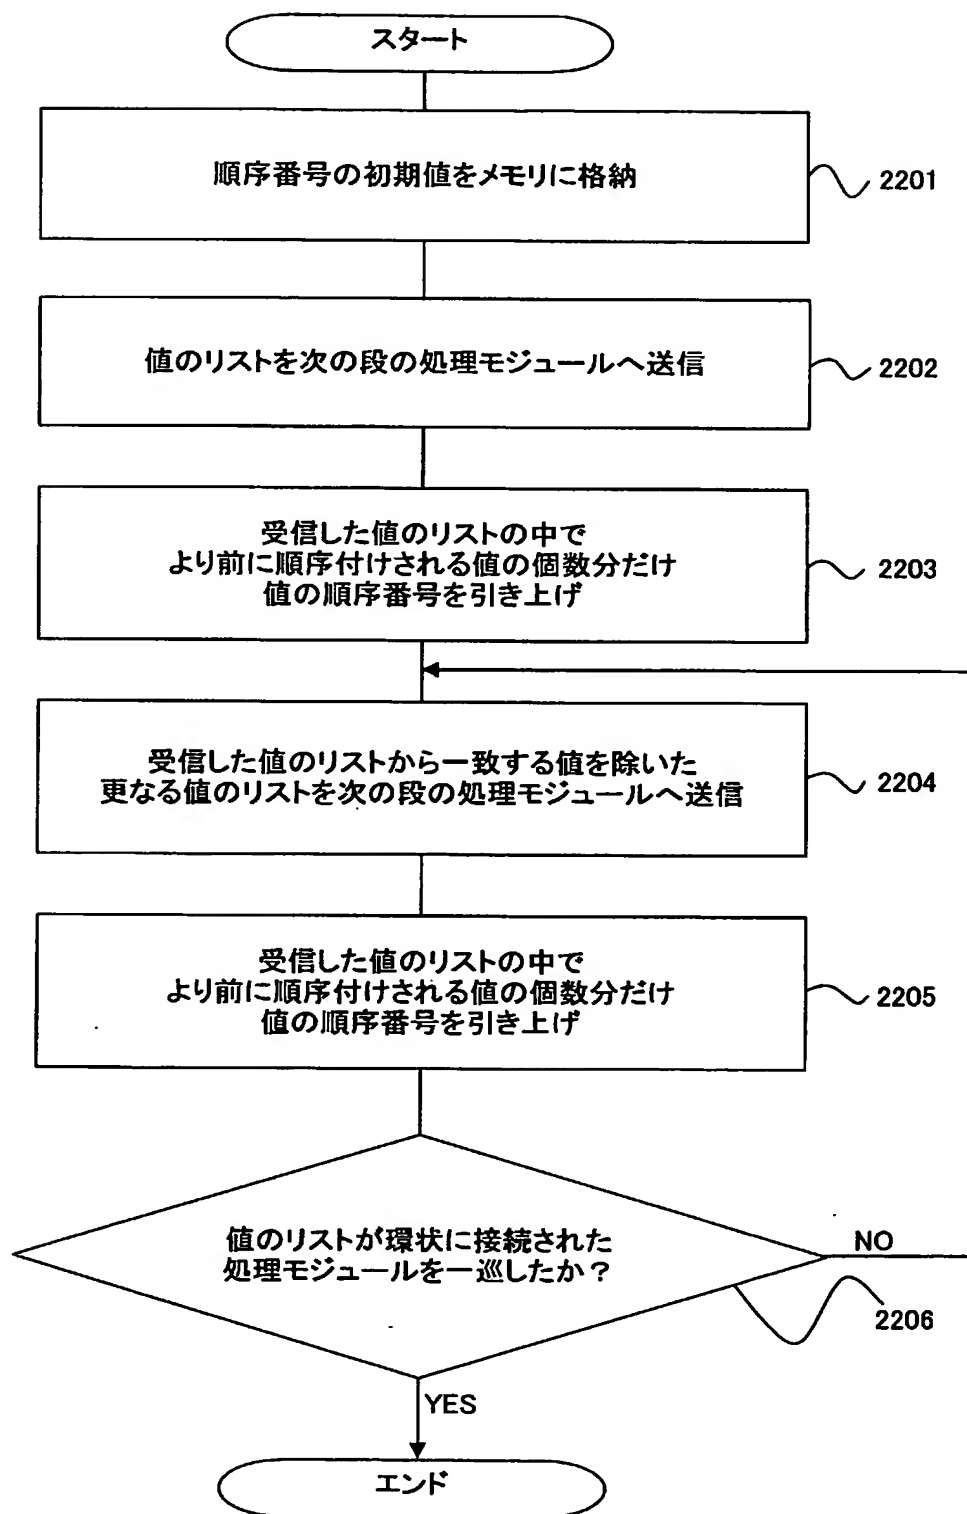 スタート
順序番号の初期値をメモリに格納
2201
値のリストを次の段の処理モジュールへ送信
2202
受信した値のリストの中で
より前に順序付けされる値の個数分だけ
値の順序番号を引き上げ
2203
受信した値のリストから一致する値を除いた
更なる値のリストを次の段の処理モジュールへ送信
2204
受信した値のリストの中で
より前に順序付けされる値の個数分だけ
値の順序番号を引き上げ
2205
値のリストが環状に接続された
処理モジュールを一巡したか？
NO
2206
YES
エンド